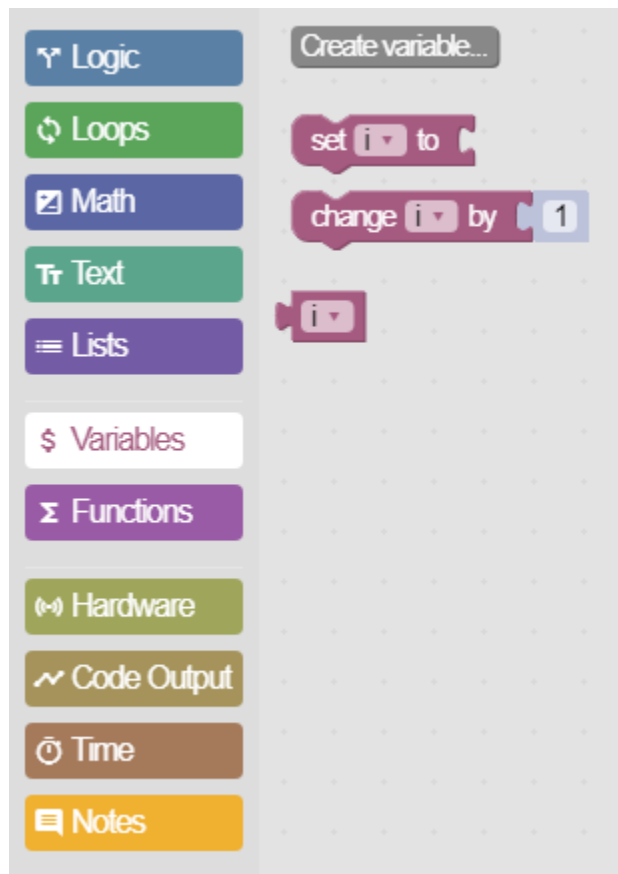 Logic
Loops
Math
Text
Lists
$ Variables
Σ Functions
Hardware
Code Output
Time
Notes
Create variable...
set i to
change i by 1
i